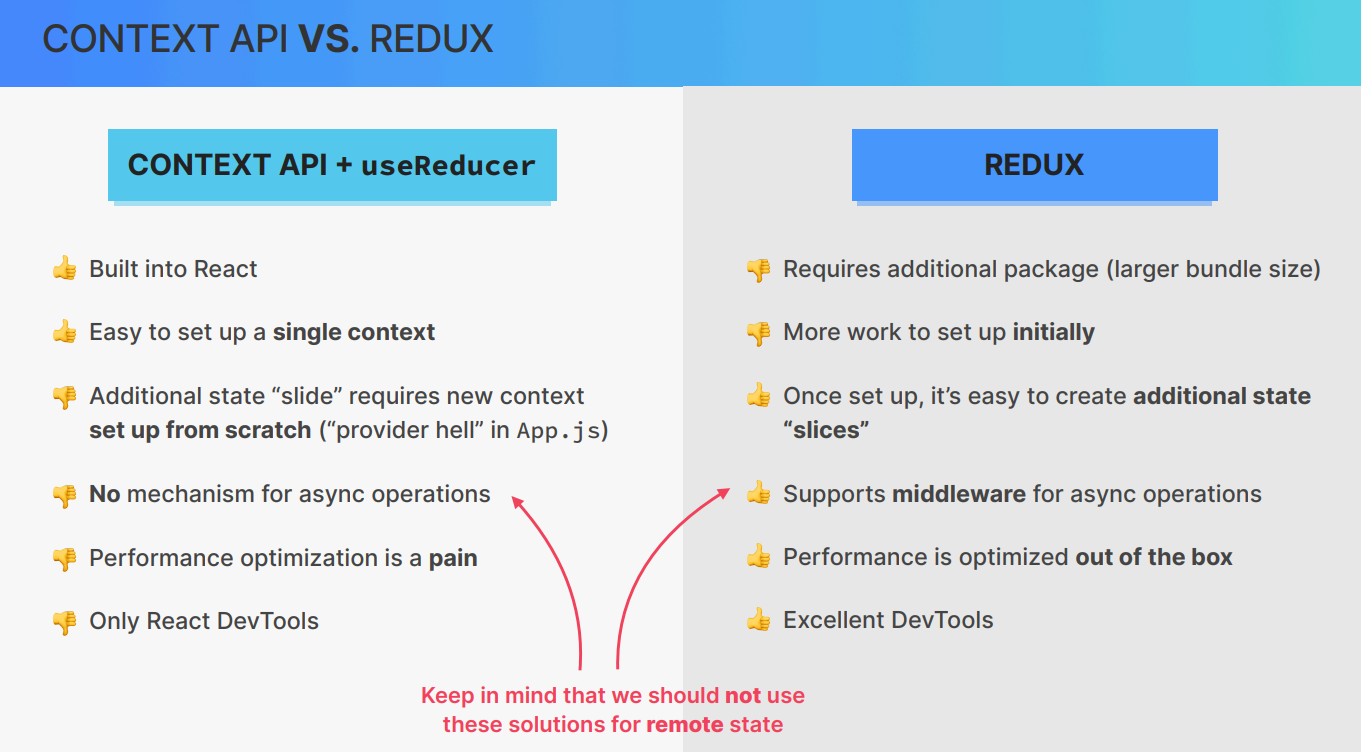 CONTEXT API VS. REDUX
CONTEXT API + useReducer
👍 Built into React
👍 Easy to set up a single context
👎 Additional state “slide” requires new context
set up from scratch (“provider hell” in App.js)
👎 No mechanism for async operations
👎 Performance optimization is a pain
👎 Only React DevTools
REDUX
👎 Requires additional package (larger bundle size)
👎 More work to set up initially
👍 Once set up, it’s easy to create additional state
“slices”
👍 Supports middleware for async operations
👍 Performance is optimized out of the box
👍 Excellent DevTools
Keep in mind that we should not use
these solutions for remote state